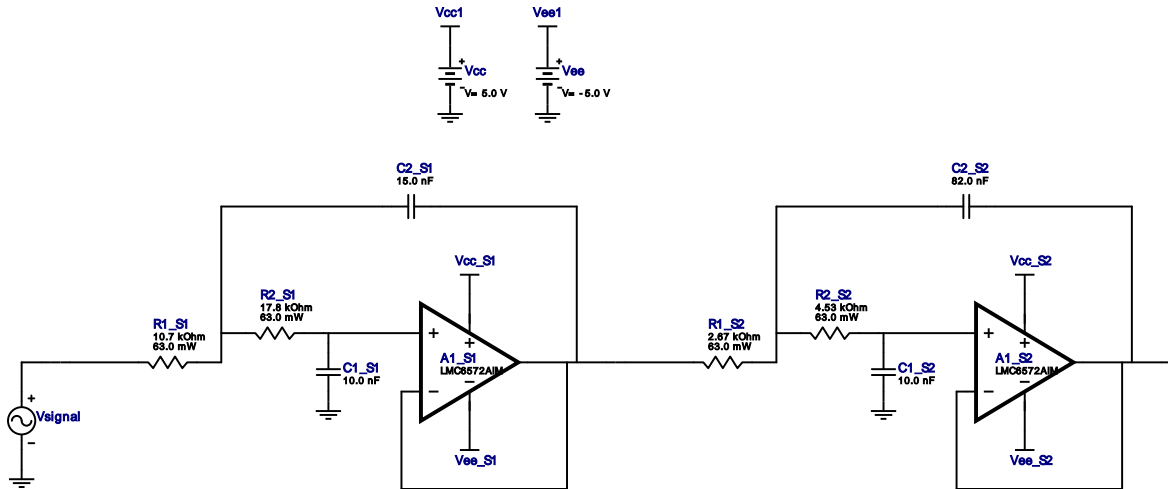 Vcc1
Vee1
+
Vcc
-
V= 5.0 V
+
Vee
-
V= -5.0 V
C2_S1
15.0 nF
C2_S2
82.0 nF
Vcc_S1
Vcc_S2
R2_S1
17.8 kOhm
63.0 mW
R2_S2
4.53 kOhm
63.0 mW
R1_S1
10.7 kOhm
63.0 mW
R1_S2
2.67 kOhm
63.0 mW
+
+
A1_S1
LMC6572AIM
-
-
+
+
A1_S2
LMC6572AIM
-
-
C1_S1
10.0 nF
C1_S2
10.0 nF
+
Vsignal
-
Vee_S1
Vee_S2